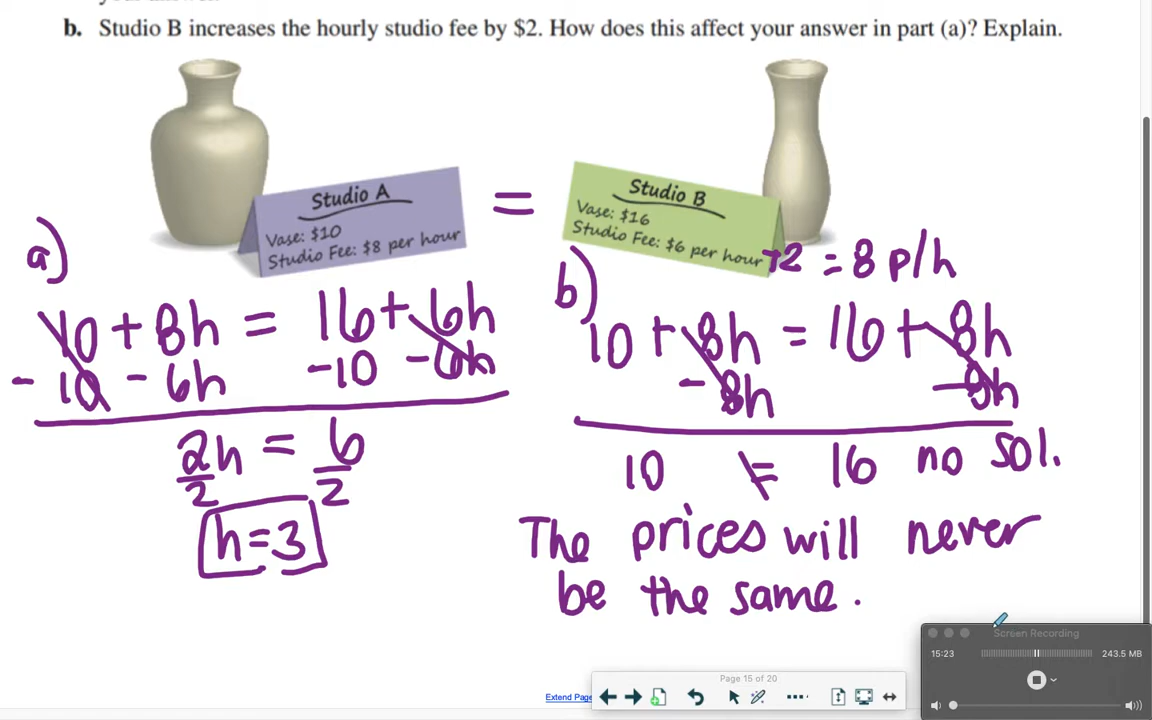 b. Studio B increases the hourly studio fee by $2. How does this affect your answer in part (a)? Explain.
Studio A
Vase: $10
Studio Fee: $8 per hour
=
Studio B
Vase: $16
Studio Fee: $6 per hour +2 = 8 p/h
a)
10 + 8h = 16 + 6h
- 10 - 6h -10 - 6h
2h = 6
2 2
h = 3
b)
10 + 8h = 16 + 8h
- 8h - 8h
10 ≠ 16 no sol.
The prices will never
be the same.
Screen Recording
15:23 243.5 MB
Page 15 of 20